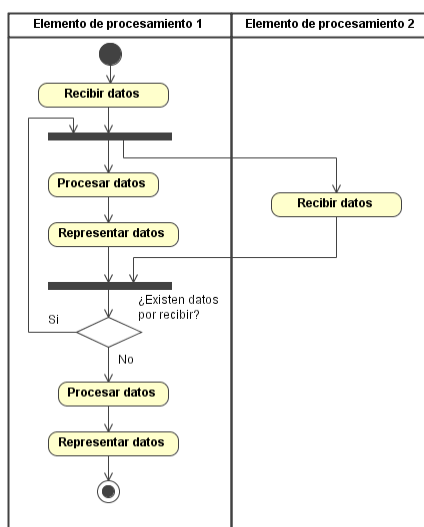 Elemento de procesamiento 1
Elemento de procesamiento 2
Recibir datos
Procesar datos
Recibir datos
Representar datos
¿Existen datos
por recibir?
Si
No
Procesar datos
Representar datos